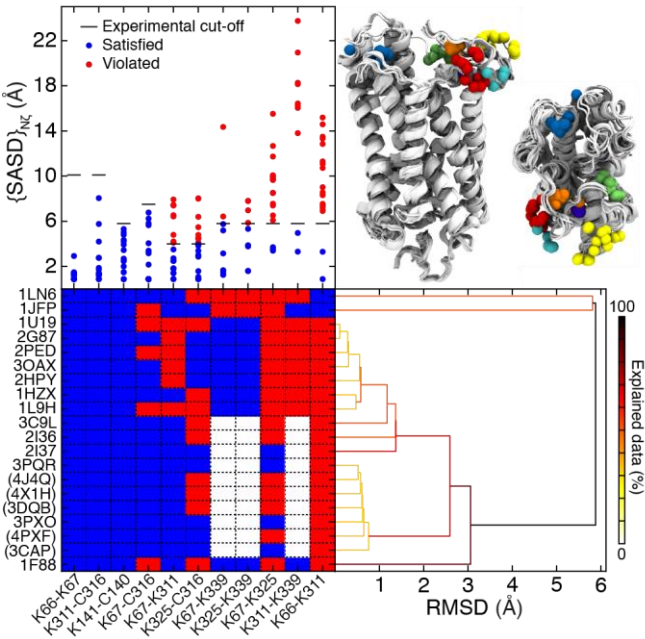 22
18
14
10
6
2
{SASD}Nζ (Å)
Experimental cut-off
Satisfied
Violated
1LN6
1JFP
1U19
2G87
2PED
3OAX
2HPY
1HZX
1L9H
3C9L
2I36
2I37
3PQR
(4J4Q)
(4X1H)
(3DQB)
3PXO
(4PXF)
(3CAP)
1F88
K66-K67
K311-C316
K141-C140
K67-C316
K67-K311
K325-C316
K67-K339
K325-K339
K67-K325
K311-K339
K66-K311
1 2 3 4 5 6
RMSD (Å)
100
0
Explained data (%)